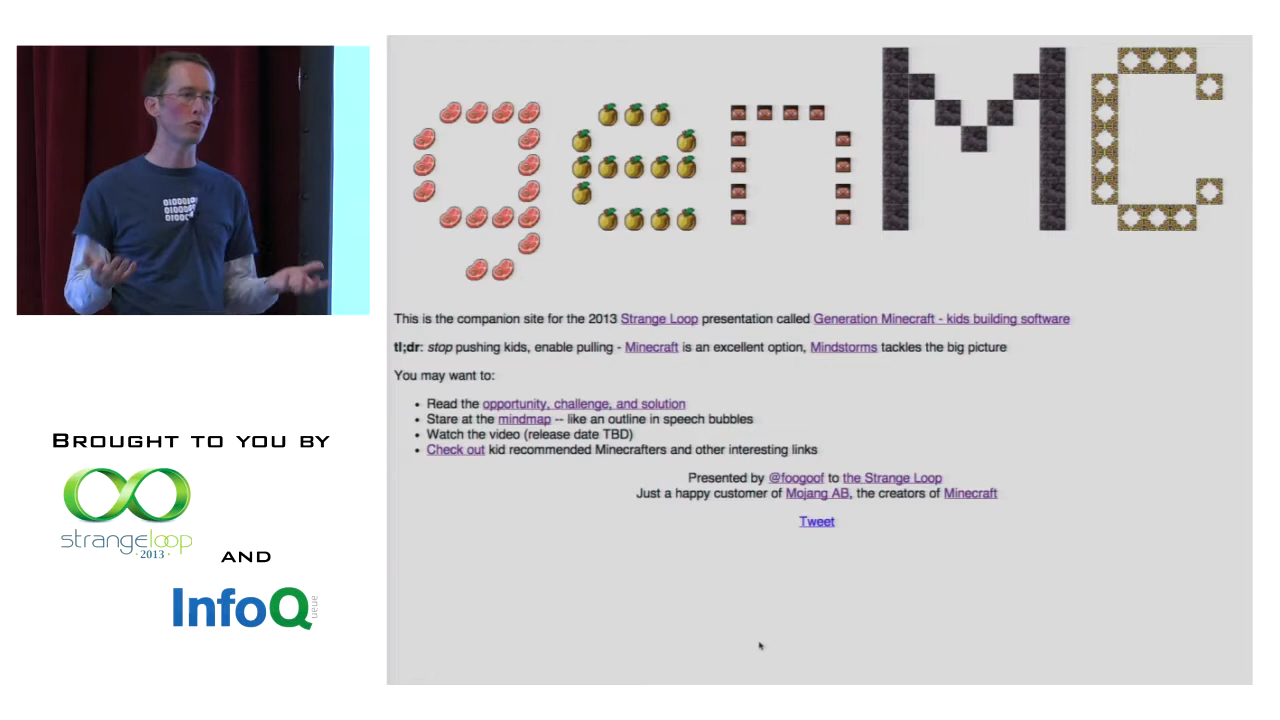 genMC
This is the companion site for the 2013 Strange Loop presentation called Generation Minecraft - kids building software
tl;dr: stop pushing kids, enable pulling - Minecraft is an excellent option, Mindstorms tackles the big picture
You may want to:
• Read the opportunity, challenge, and solution
• Stare at the mindmap -- like an outline in speech bubbles
• Watch the video (release date TBD)
• Check out kid recommended Minecrafters and other interesting links
Presented by @foogoof to the Strange Loop
Just a happy customer of Mojang AB, the creators of Minecraft
Tweet
BROUGHT TO YOU BY
strangeloop
· 2013 ·
AND
InfoQ